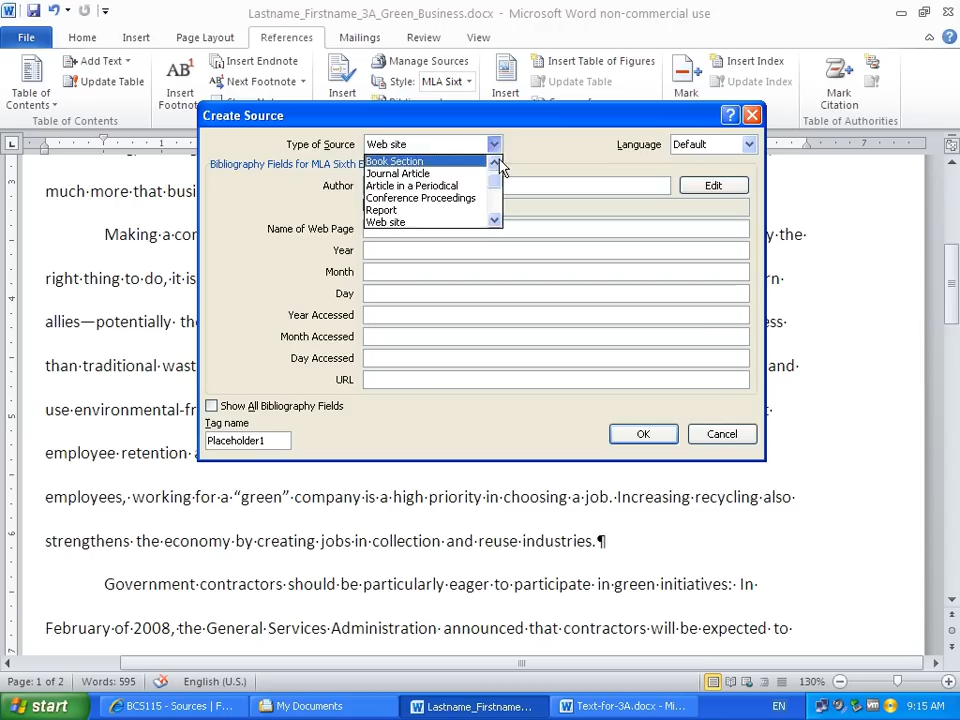 Lastname_Firstname_3A_Green_Business.docx - Microsoft Word non-commercial use
File Home Insert Page Layout References Mailings Review View
Table of Contents
Add Text
Update Table
Table of Contents
AB¹
Insert Footnot
Insert Endnote
Next Footnote
Insert
Manage Sources
Style: MLA Sixt
Insert
Insert Table of Figures
Update Table
Mark
Insert Index
Update Index
Mark Citation
Table of Authorities
Create Source
Type of Source Web site Language Default
Bibliography Fields for MLA Sixth E
Book Section
Journal Article
Article in a Periodical
Conference Proceedings
Report
Web site
Author Edit
Name of Web Page
Year
Month
Day
Year Accessed
Month Accessed
Day Accessed
URL
Show All Bibliography Fields
Tag name
Placeholder1
OK Cancel
much·more·that·busi
Making·a·cor y·the·
right·thing·to·do,·it·is
allies—potentially·the
than·traditional·wast and·
use·environmental-fr
employee·retention·
employees,·working·for·a·“green”·company·is·a·high·priority·in·choosing·a·job.·Increasing·recycling·also·
strengthens·the·economy·by·creating·jobs·in·collection·and·reuse·industries.¶
Government·contractors·should·be·particularly·eager·to·participate·in·green·initiatives:·In·
February·of·2008,·the·General·Services·Administration·announced·that·contractors·will·be·expected·to·
Page: 1 of 2 Words: 595 English (U.S.) 130%
start BCS115 - Sources | F... My Documents Lastname_Firstname... Text-for-3A.docx - Mi... EN 9:15 AM